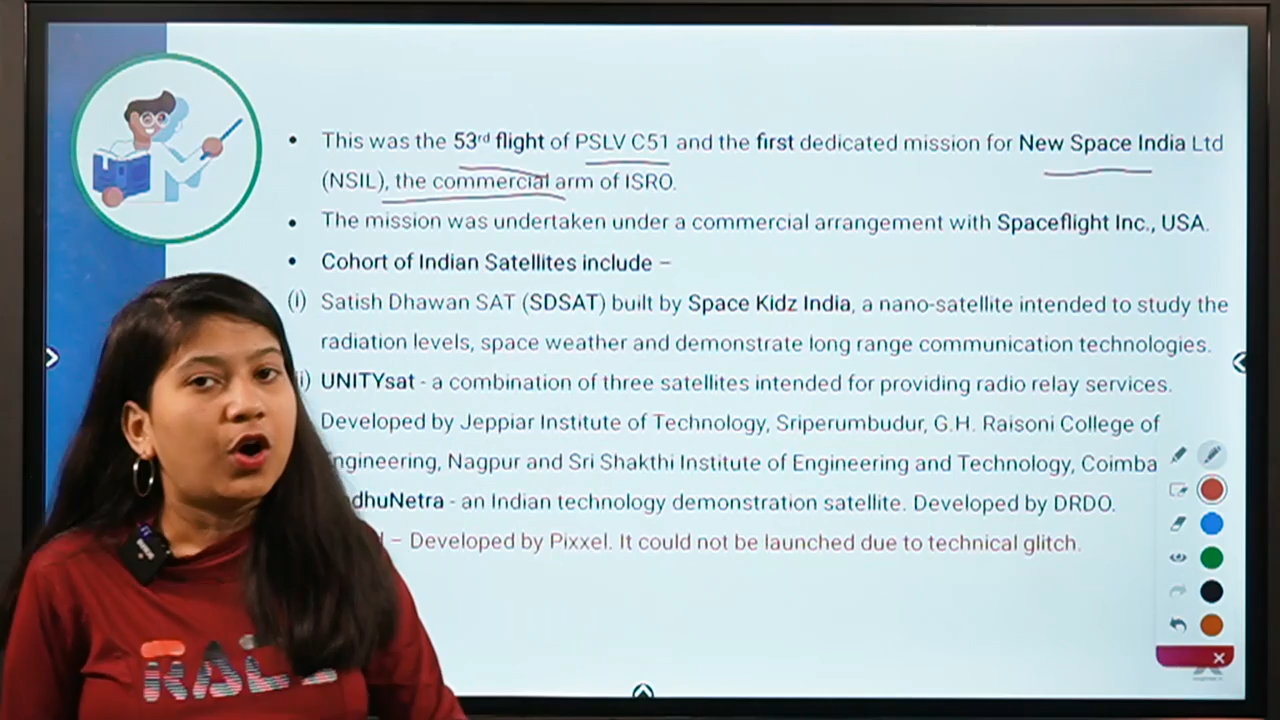 • This was the 53rd flight of PSLV C51 and the first dedicated mission for New Space India Ltd
(NSIL), the commercial arm of ISRO.
• The mission was undertaken under a commercial arrangement with Spaceflight Inc., USA.
• Cohort of Indian Satellites include –
(i) Satish Dhawan SAT (SDSAT) built by Space Kidz India, a nano-satellite intended to study the
radiation levels, space weather and demonstrate long range communication technologies.
i) UNITYsat - a combination of three satellites intended for providing radio relay services.
Developed by Jeppiar Institute of Technology, Sriperumbudur, G.H. Raisoni College of
ngineering, Nagpur and Sri Shakthi Institute of Engineering and Technology, Coimba
dhuNetra - an Indian technology demonstration satellite. Developed by DRDO.
– Developed by Pixxel. It could not be launched due to technical glitch.